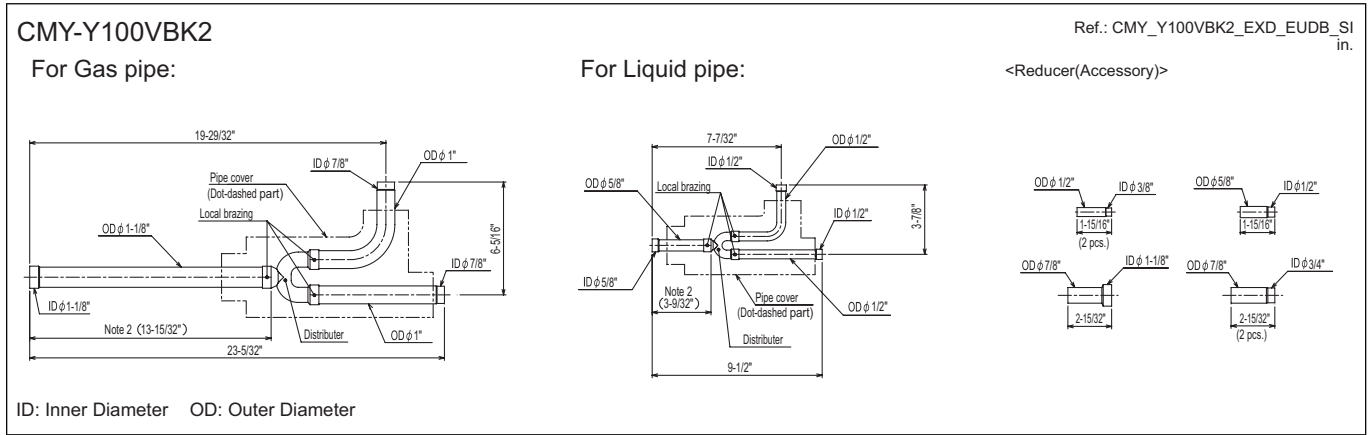 CMY-Y100VBK2
Ref.: CMY_Y100VBK2_EXD_EUDB_SI
in.
For Gas pipe:
For Liquid pipe:
<Reducer(Accessory)>
19-29/32"
ID φ 7/8"
OD φ 1"
Pipe cover
(Dot-dashed part)
Local brazing
OD φ 1-1/8"
6-5/16"
ID φ 7/8"
ID φ1-1/8"
Note 2 (13-15/32")
Distributer
OD φ 1"
23-5/32"
7-7/32"
OD φ 1/2"
ID φ 1/2"
OD φ 5/8"
Local brazing
ID φ 1/2"
3-7/8"
ID φ 5/8"
Note 2
(3-9/32")
Pipe cover
(Dot-dashed part)
OD φ 1/2"
Distributer
9-1/2"
OD φ 1/2"
ID φ 3/8"
1-15/16"
(2 pcs.)
OD φ 5/8"
ID φ 1/2"
1-15/16"
OD φ 7/8"
ID φ 1-1/8"
2-15/32"
OD φ 7/8"
ID φ 3/4"
2-15/32"
(2 pcs.)
ID: Inner Diameter OD: Outer Diameter